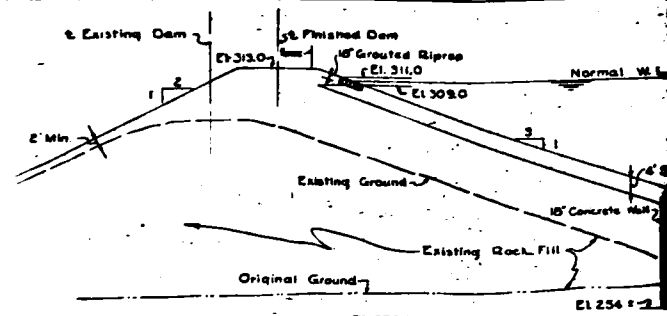 ℄ Existing Dam
℄ Finished Dam
El. 313.0
18" Grouted Riprap
El. 311.0
El. 309.0
Normal W.S.
2
1
3
1
2' Min.
4'
Existing Ground
18" Concrete Wall
Existing Rock Fill
Original Ground
El. 254 ±